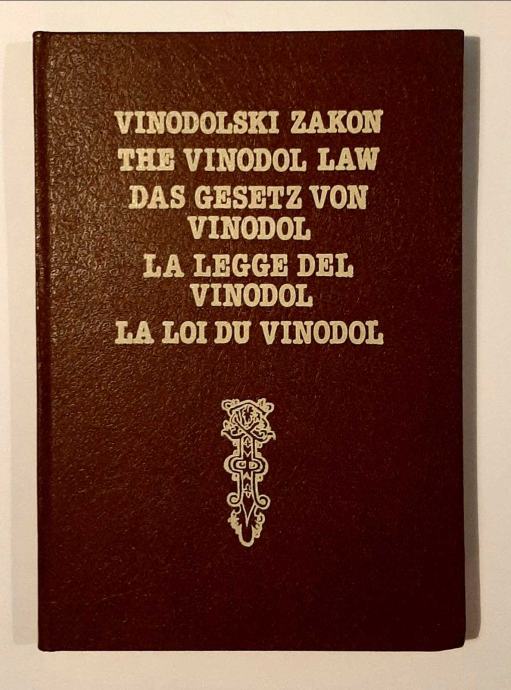 VINODOLSKI ZAKON
THE VINODOL LAW
DAS GESETZ VON
VINODOL
LA LEGGE DEL
VINODOL
LA LOI DU VINODOL